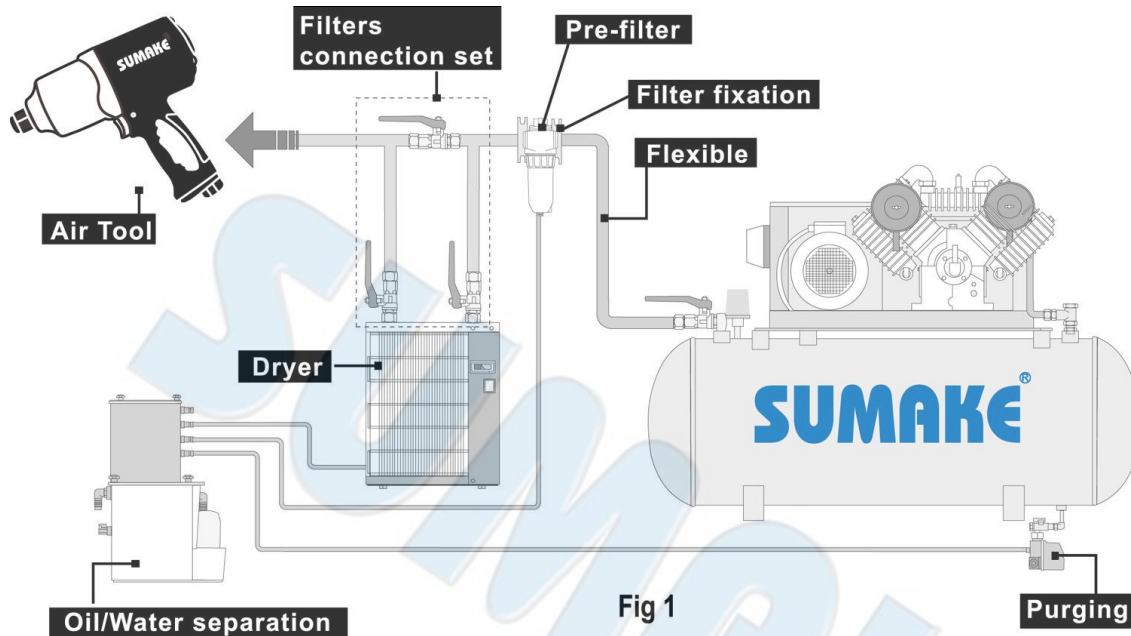 Filters
connection set
Pre-filter
Filter fixation
Flexible
SUMAKE
Air Tool
Dryer
SUMAKE®
Oil/Water separation
Fig 1
Purging
SUMAKE